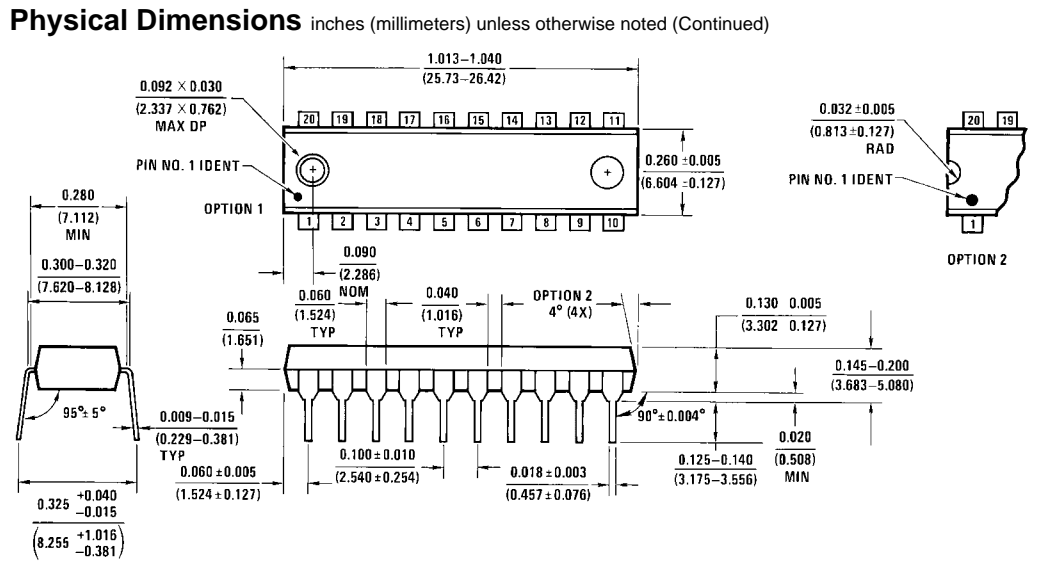 Physical Dimensions inches (millimeters) unless otherwise noted (Continued)
1.013–1.040
(25.73–26.42)
0.092 × 0.030
(2.337 × 0.762)
MAX DP
20 19 18 17 16 15 14 13 12 11
PIN NO. 1 IDENT
OPTION 1
1 2 3 4 5 6 7 8 9 10
0.260 ±0.005
(6.604 ±0.127)
0.032 ±0.005
(0.813 ±0.127)
RAD
20 19
PIN NO. 1 IDENT
1
OPTION 2
0.280
(7.112)
MIN
0.300–0.320
(7.620–8.128)
0.090
(2.286)
NOM
0.060
(1.524)
TYP
0.040
(1.016)
TYP
OPTION 2
4° (4X)
0.130 0.005
(3.302 0.127)
0.065
(1.651)
0.145–0.200
(3.683–5.080)
95° ± 5°
0.009–0.015
(0.229–0.381)
TYP
90° ± 0.004°
0.020
(0.508)
MIN
0.125–0.140
(3.175–3.556)
0.100 ± 0.010
(2.540 ± 0.254)
0.018 ± 0.003
(0.457 ± 0.076)
0.060 ± 0.005
(1.524 ± 0.127)
0.325 +0.040
–0.015
(8.255 +1.016
–0.381)